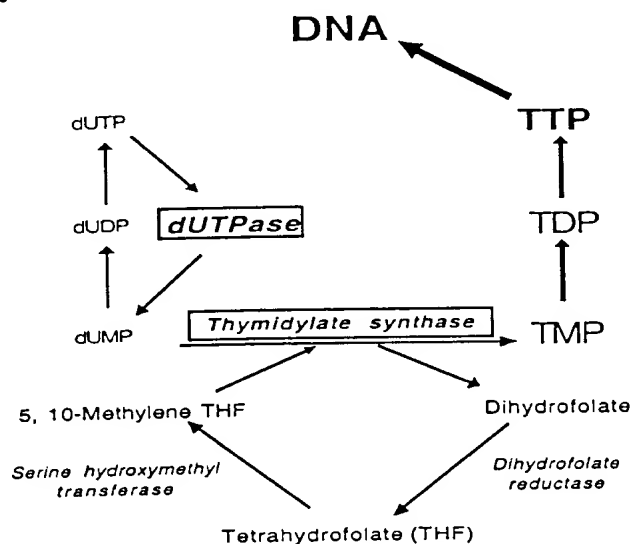 DNA
dUTP
TTP
dUDP
dUTPase
TDP
dUMP
Thymidylate synthase
TMP
5, 10-Methylene THF
Dihydrofolate
Serine hydroxymethyl
transferase
Dihydrofolate
reductase
Tetrahydrofolate (THF)